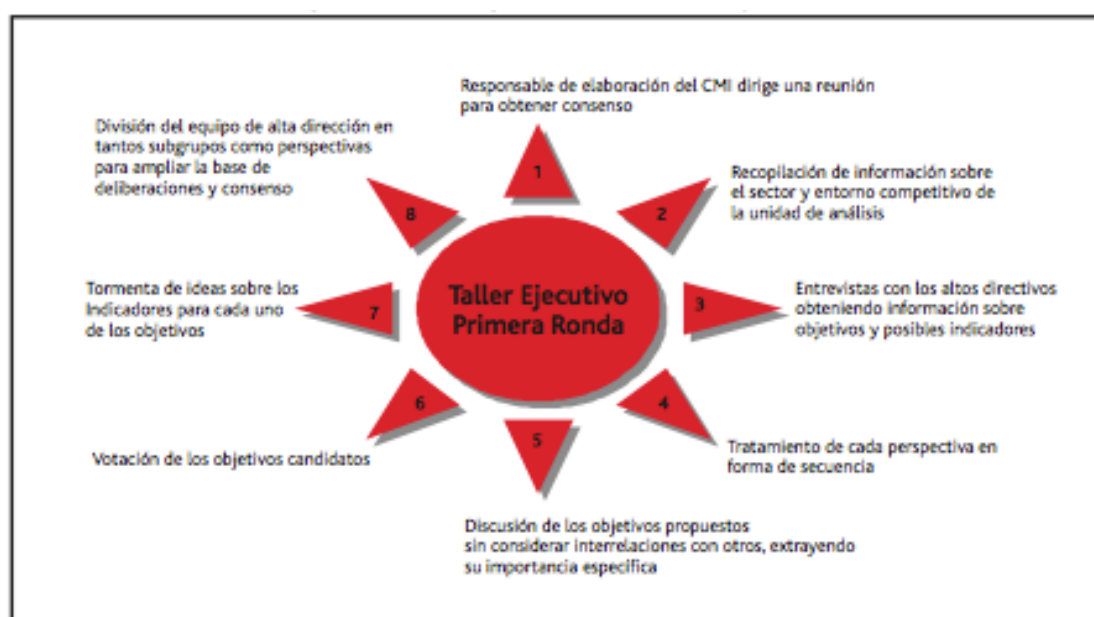 Responsable de elaboración del CMI dirige una reunión
para obtener consenso
1
Recopilación de información sobre
el sector y entorno competitivo de
la unidad de análisis
2
Entrevistas con los altos directivos
obteniendo información sobre
objetivos y posibles indicadores
3
Tratamiento de cada perspectiva en
forma de secuencia
4
Discusión de los objetivos propuestos
sin considerar interrelaciones con otros, extrayendo
su importancia específica
5
Votación de los objetivos candidatos
6
Tormenta de ideas sobre los
Indicadores para cada uno
de los objetivos
7
División del equipo de alta dirección en
tantos subgrupos como perspectivas
para ampliar la base de
deliberaciones y consenso
8
Taller Ejecutivo
Primera Ronda